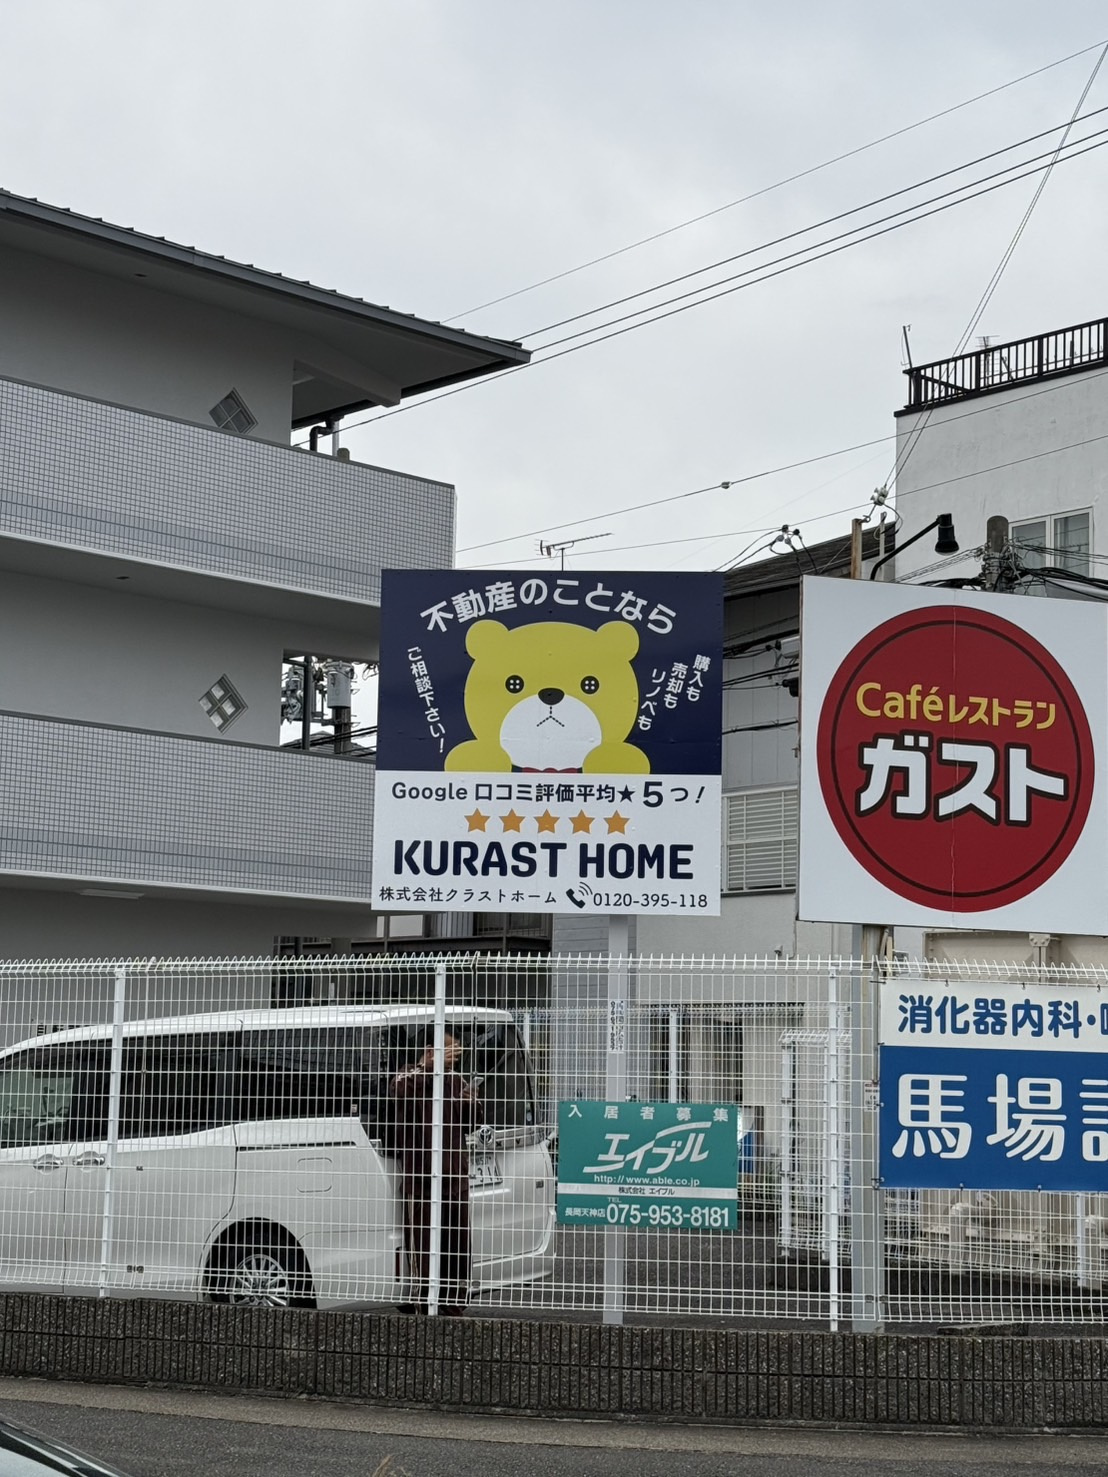 不動産のことなら
ご相談下さい！
購入も
売却も
リノベも
Google 口コミ評価平均★5つ！
KURAST HOME
株式会社クラストホーム 0120-395-118
Caféレストラン
ガスト
消化器内科・
馬場
入居者募集
エイブル
http://www.able.co.jp
株式会社 エイブル
TEL
長岡天神店 075-953-8181